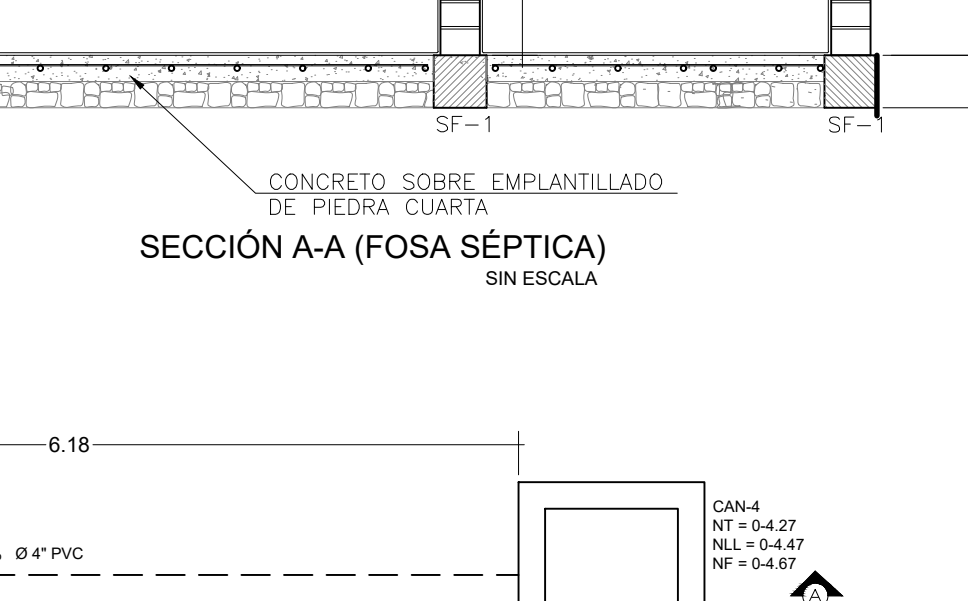 SF-1
SF-1
CONCRETO SOBRE EMPLANTILLADO
DE PIEDRA CUARTA
SECCIÓN A-A (FOSA SÉPTICA)
SIN ESCALA
6.18
CAN-4
NT = 0-4.27
NLL = 0-4.47
NF = 0-4.67
Ø 4" PVC
A